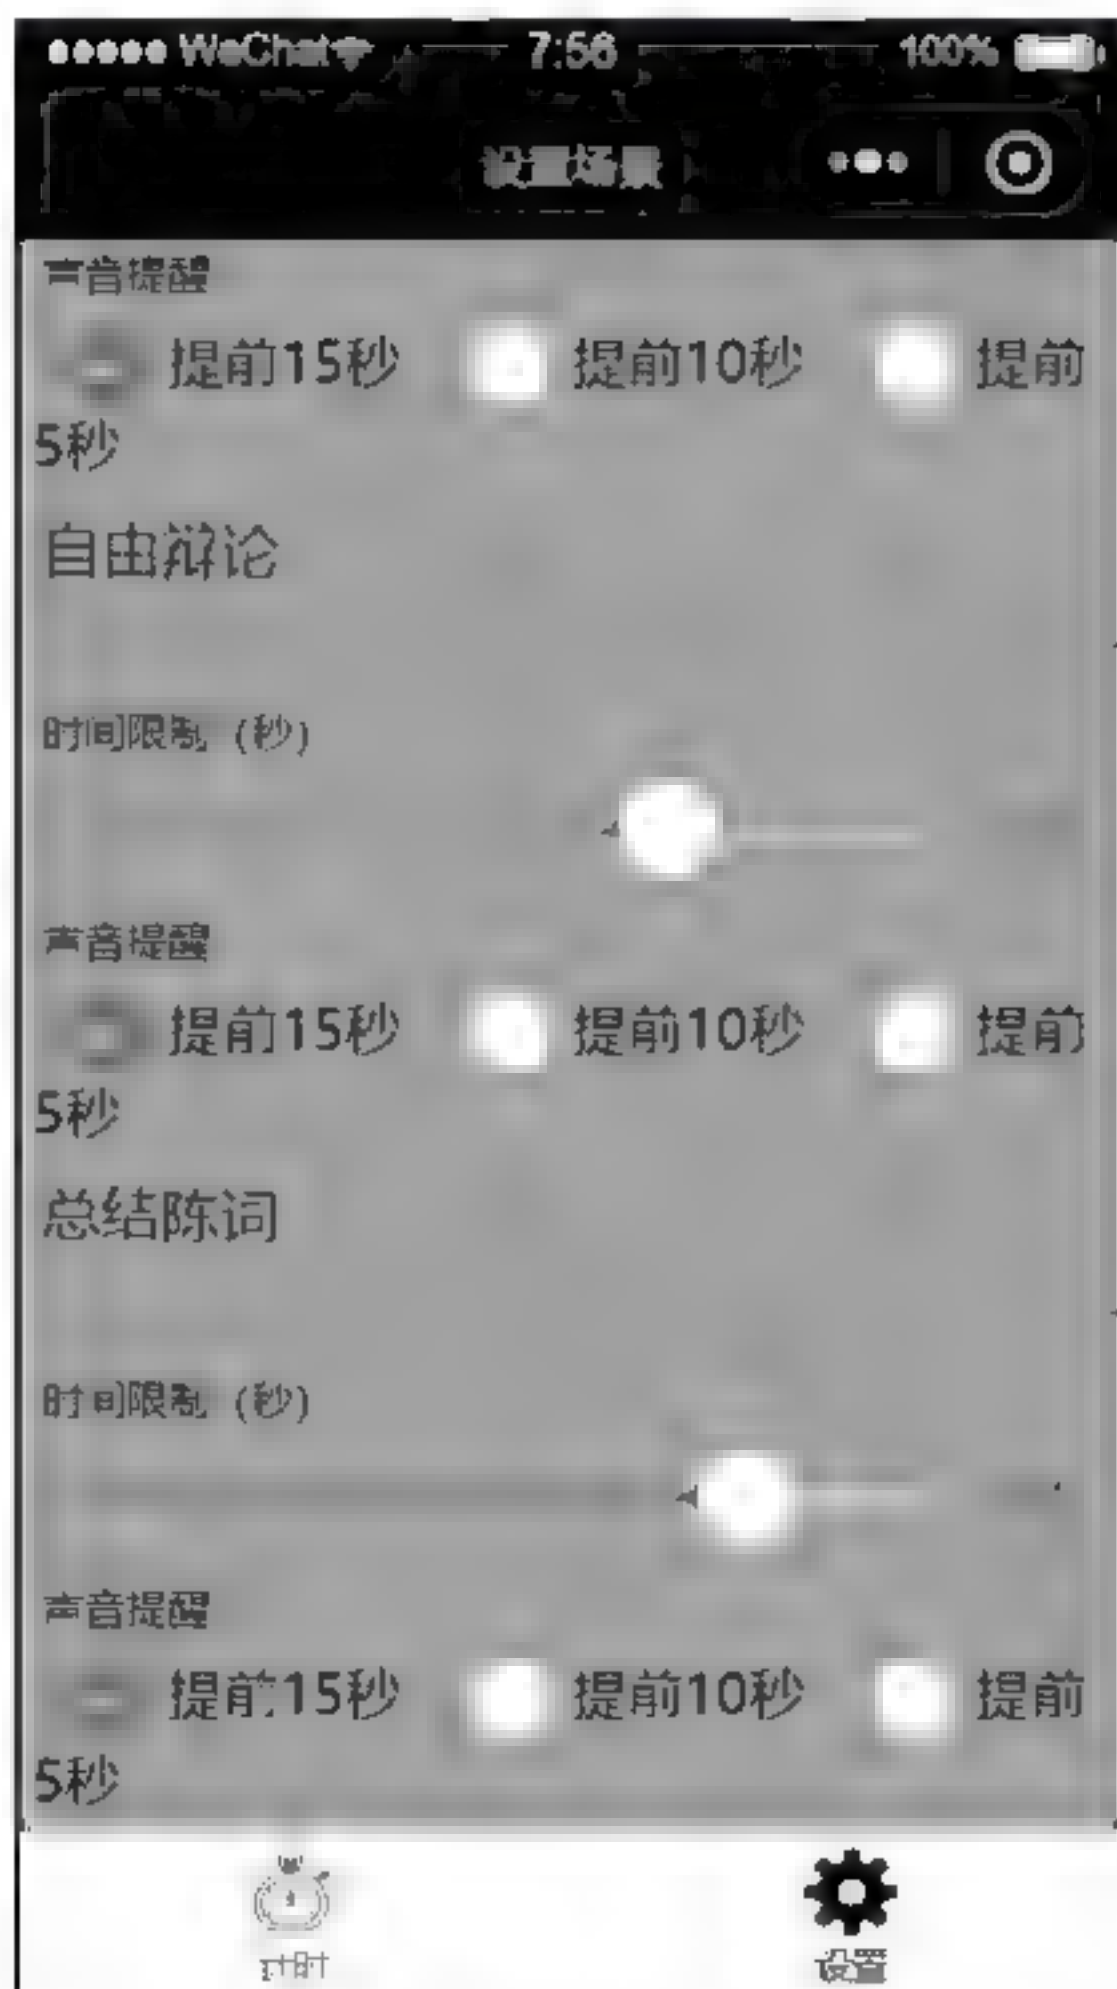 WeChat 7:56 100%
设置场景
声音提醒
提前15秒 提前10秒 提前
5秒
自由辩论
时间限制 (秒)
声音提醒
提前15秒 提前10秒 提前
5秒
总结陈词
时间限制 (秒)
声音提醒
提前15秒 提前10秒 提前
5秒
计时 设置